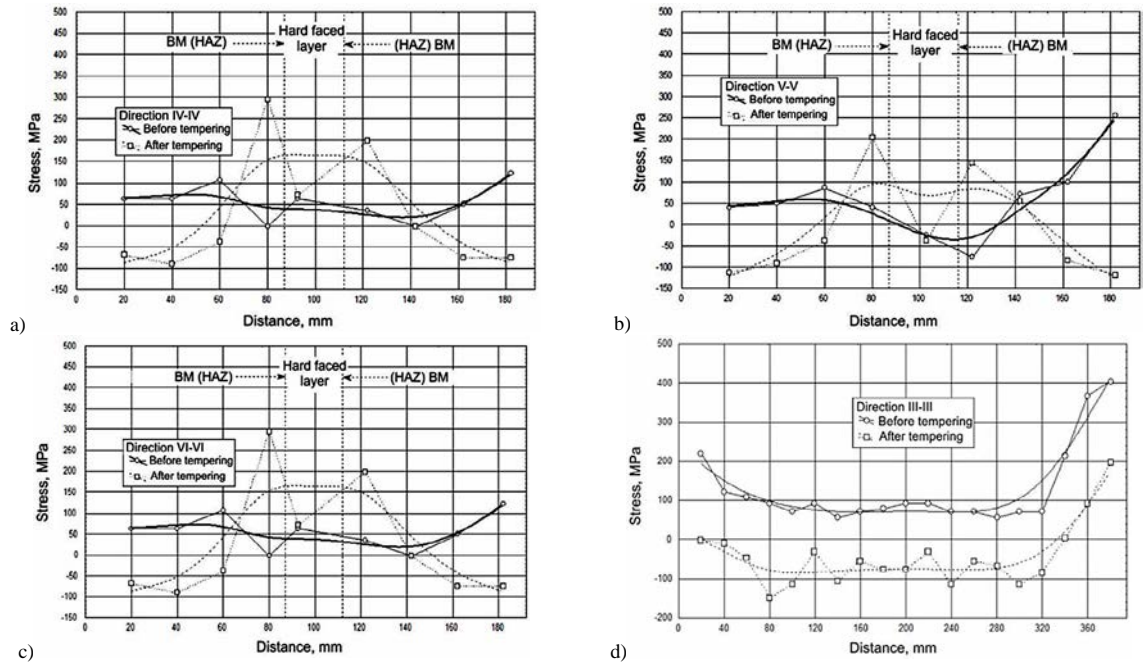 500
450
400
350
300
250
200
150
100
50
0
-50
-100
-150
Stress, MPa
BM (HAZ)
Hard faced
layer
(HAZ) BM
Direction IV-IV
Before tempering
After tempering
0 20 40 60 80 100 120 140 160 180
Distance, mm
a)
500
450
400
350
300
250
200
150
100
50
0
-50
-100
-150
Stress, MPa
BM (HAZ)
Hard faced
layer
(HAZ) BM
Direction V-V
Before tempering
After tempering
0 20 40 60 80 100 120 140 160 180
Distance, mm
b)
500
450
400
350
300
250
200
150
100
50
0
-50
-100
-150
Stress, MPa
BM (HAZ)
Hard faced
layer
(HAZ) BM
Direction VI-VI
Before tempering
After tempering
0 20 40 60 80 100 120 140 160 180
Distance, mm
c)
500
400
300
200
100
0
-100
-200
Stress, MPa
Direction III-III
Before tempering
After tempering
0 40 80 120 160 200 240 280 320 360
Distance, mm
d)